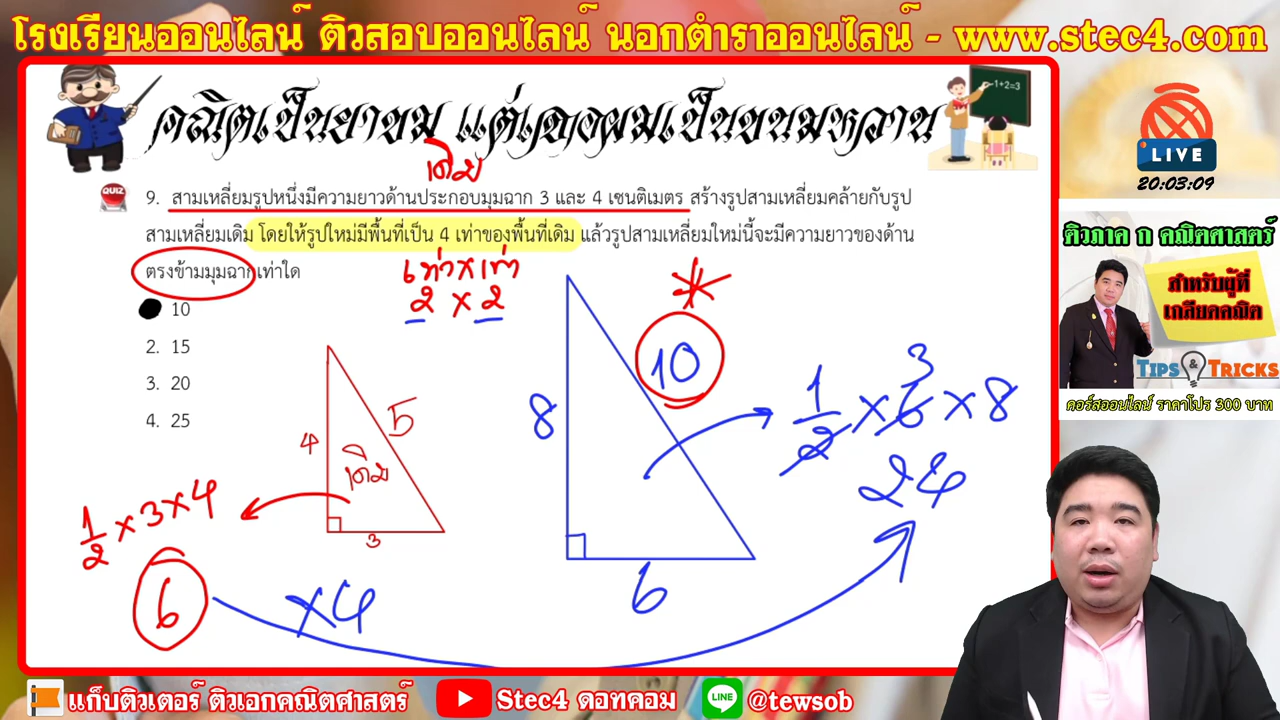 โรงเรียนออนไลน์ ติวสอบออนไลน์ นอกตำราออนไลน์ - www.stec4.com
คณิตเป็นยาขม แต่เคอผมเป็นขนมหวาน
-1+2=3
LIVE
20:03:09
เดิม
QUIZ
9. สามเหลี่ยมรูปหนึ่งมีความยาวด้านประกอบมุมฉาก 3 และ 4 เซนติเมตร สร้างรูปสามเหลี่ยมคล้ายกับรูป
สามเหลี่ยมเดิม โดยให้รูปใหม่มีพื้นที่เป็น 4 เท่าของพื้นที่เดิม แล้วรูปสามเหลี่ยมใหม่นี้จะมีความยาวของด้าน
ตรงข้ามมุมฉากเท่าใด
เท่า x เท่า
2 x 2
10
2. 15
3. 20
4. 25
4
5
เดิม
3
1/2 x 3 x 4
6
x4
8
10
6
1/2 x 6 x 8
3
24
ติวภาค ก คณิตศาสตร์
สำหรับผู้ที่
เกลียดคณิต
TIPS & TRICKS
คอร์สออนไลน์ ราคาโปร 300 บาท
แก็บติวเตอร์ ติวเอกคณิตศาสตร์
Stec4 ดอทคอม
LINE
@tewsob